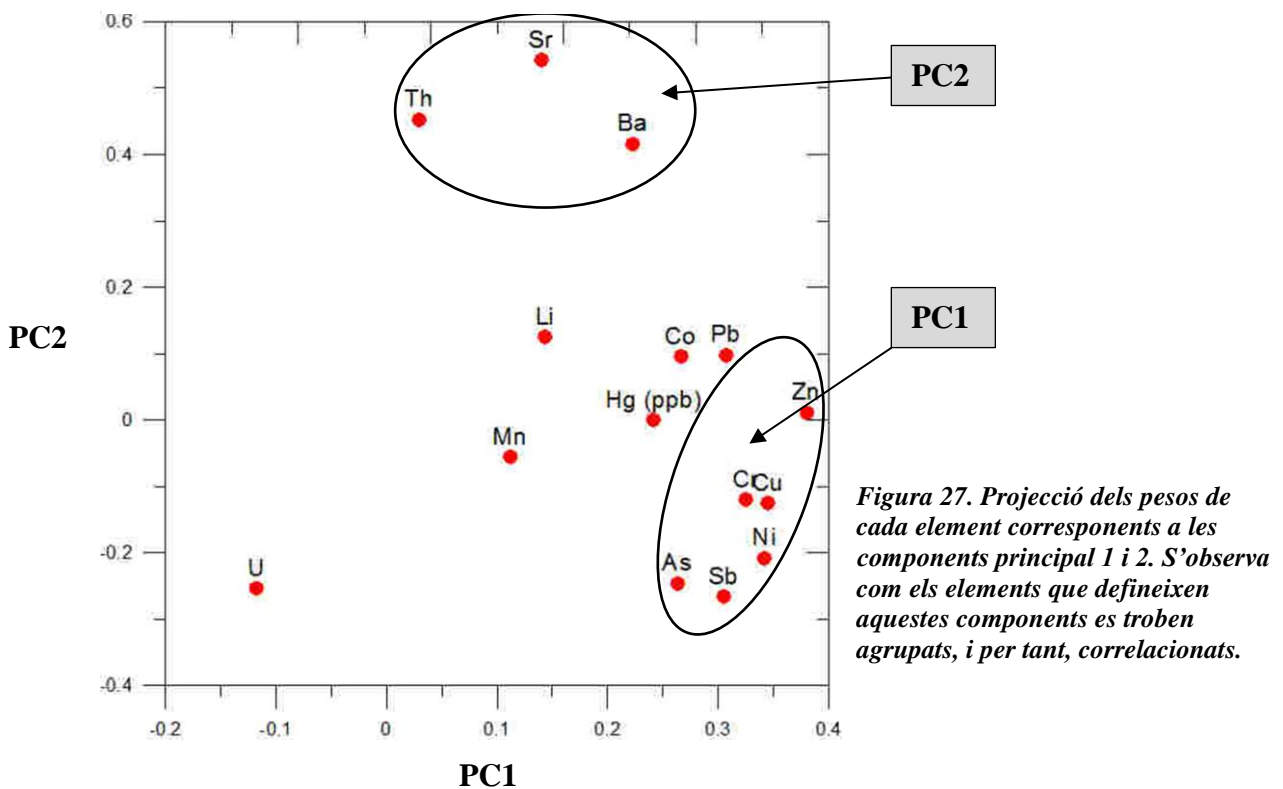 0.6
Sr
PC2
Th
Ba
0.4
0.2
PC1
Li
Co
Pb
PC2
Hg (ppb)
Zn
0
Mn
Cr
Cu
Figura 27. Projecció dels pesos de
cada element corresponents a les
components principal 1 i 2. S’observa
com els elements que defineixen
aquestes components es troben
agrupats, i per tant, correlacionats.
Ni
-0.2
As
Sb
U
-0.4
-0.2
-0.1
0
0.1
0.2
0.3
0.4
PC1